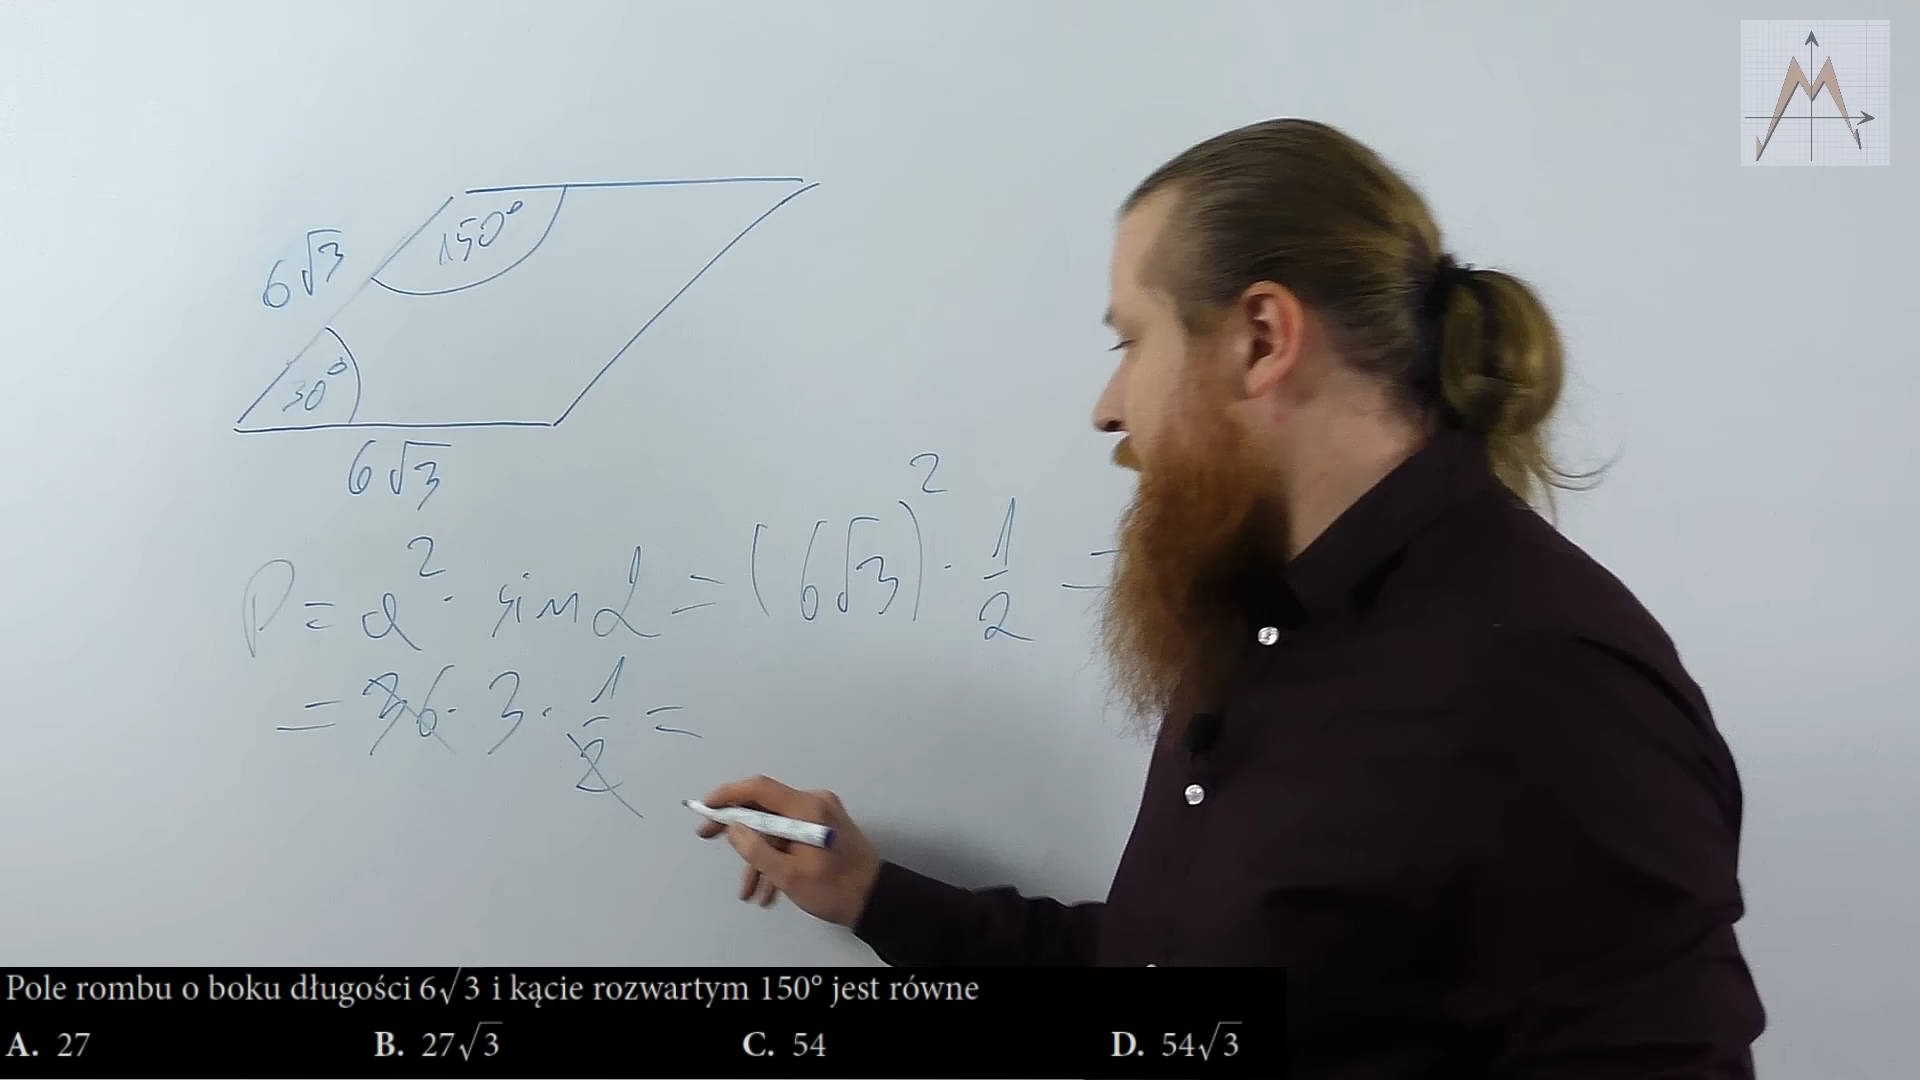 150°
6√3
30°
6√3
P = a² · sin α = (6√3)² · 1/2 =
= 36 · 3 · 1/2 =
Pole rombu o boku długości 6√3 i kącie rozwartym 150° jest równe
A. 27 B. 27√3 C. 54 D. 54√3